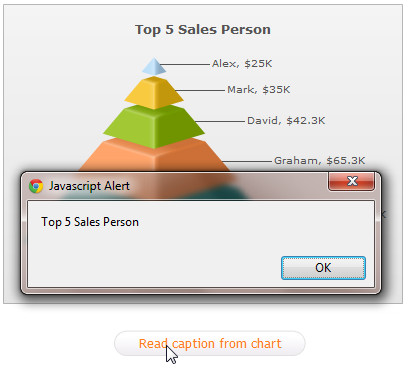 Top 5 Sales Person
Alex, $25K
Mark, $35K
David, $42.3K
Graham, $65.3K
Javascript Alert
Top 5 Sales Person
OK
Read caption from chart